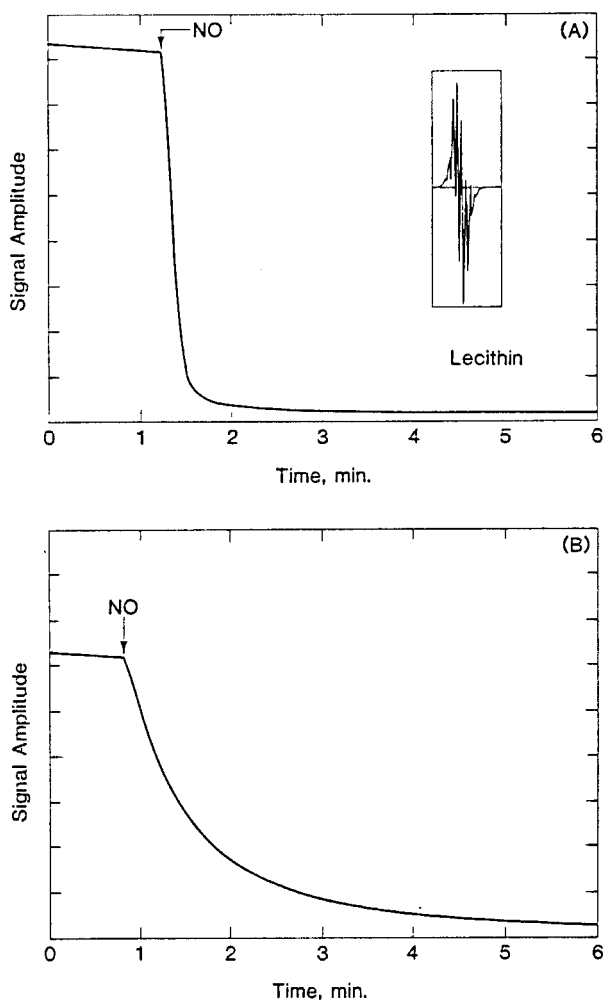 NO
(A)
Signal Amplitude
Lecithin
0 1 2 3 4 5 6
Time, min.
(B)
NO
Signal Amplitude
0 1 2 3 4 5 6
Time, min.